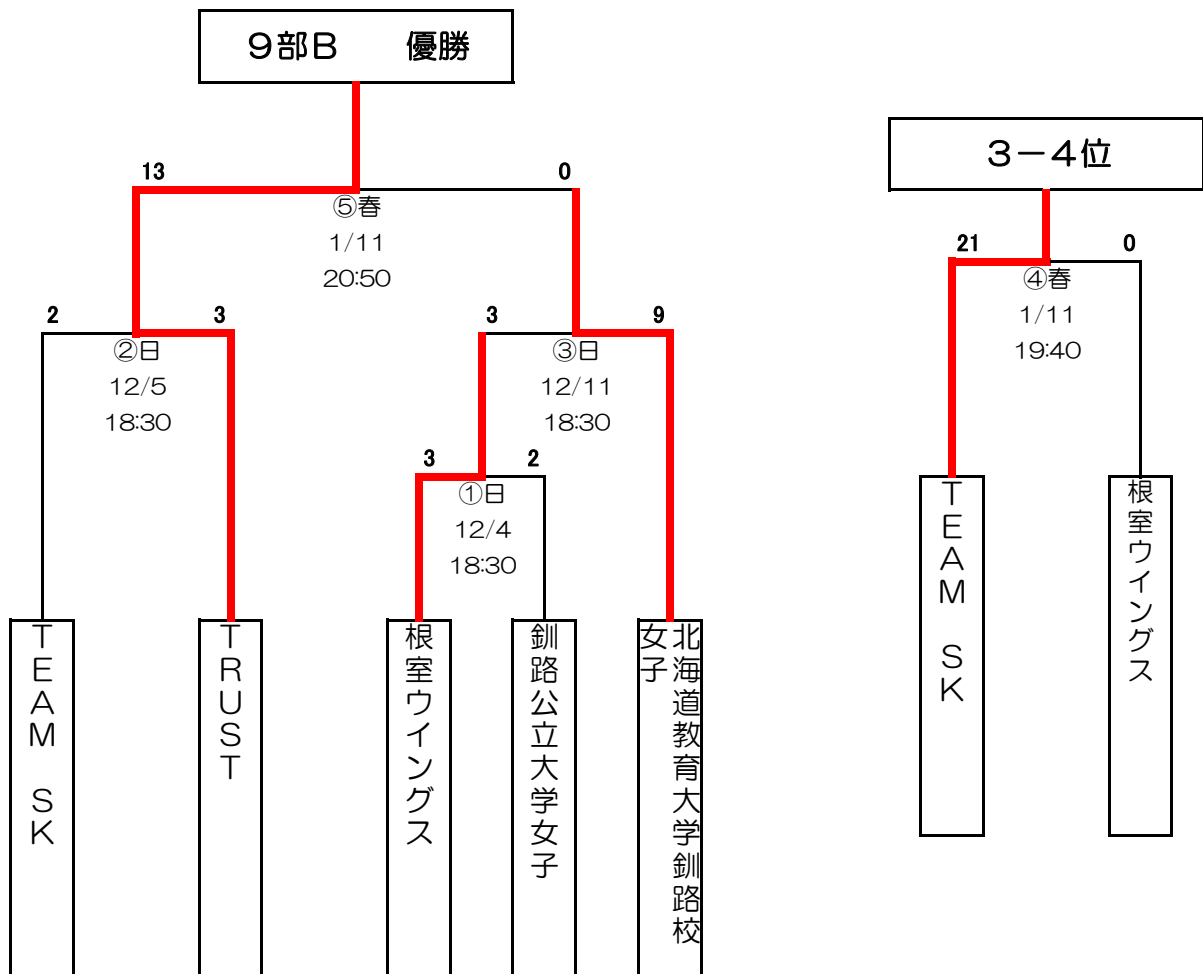 9部B 優勝
3−4位
13
0
⑤春
1/11
20:50
21
0
④春
1/11
19:40
2
3
②日
12/5
18:30
3
9
③日
12/11
18:30
3
2
①日
12/4
18:30
TEAM SK
TRUST
根室ウイングス
釧路公立大学女子
北海道教育大学釧路校
女子
TEAM SK
根室ウイングス